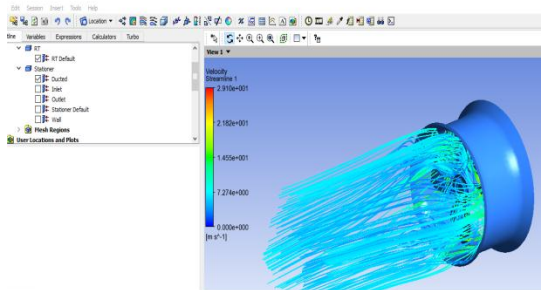 Edit Session Insert Tools Help
Location
tline Variables Expressions Calculators Turbo
RT
RT Default
Stationer
Ducted
Inlet
Outlet
Stationer Default
Wall
Mesh Regions
User Locations and Plots
View 1
Velocity
Streamline 1
2.910e+001
2.182e+001
1.455e+001
7.274e+000
0.000e+000
[m s^-1]